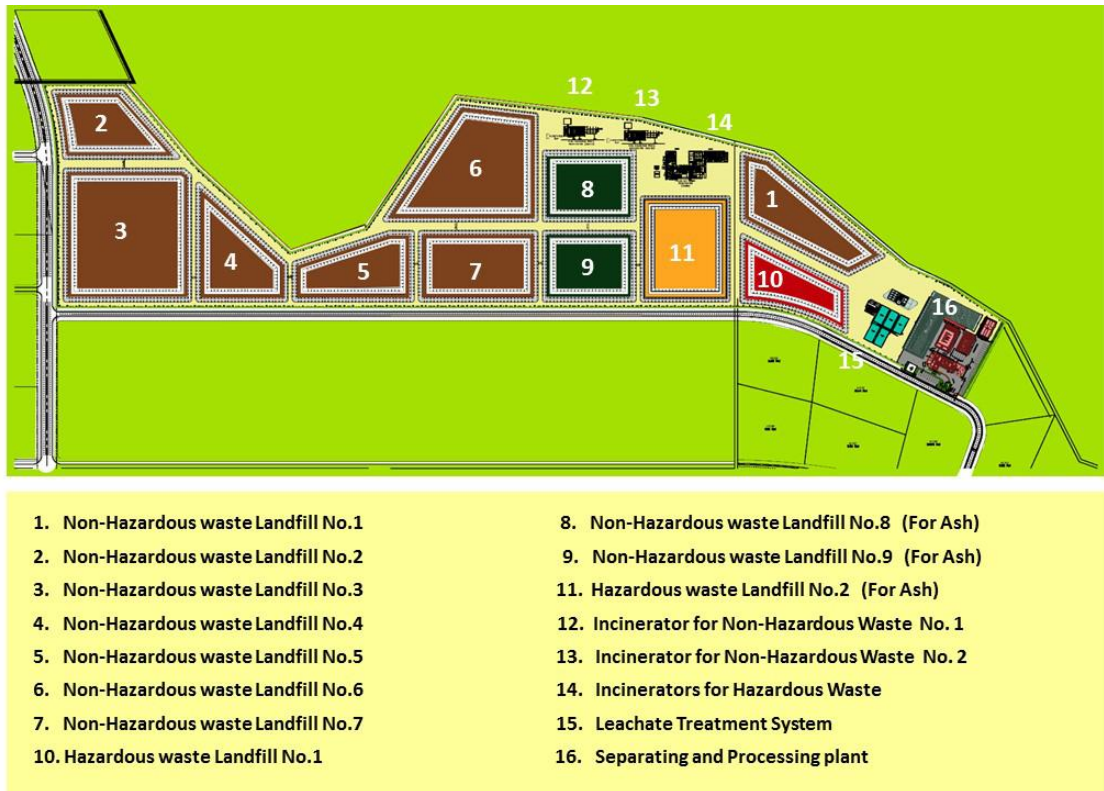 12
13
14
2
6
8
1
3
4
5
7
9
11
10
16
15
1. Non-Hazardous waste Landfill No.1
2. Non-Hazardous waste Landfill No.2
3. Non-Hazardous waste Landfill No.3
4. Non-Hazardous waste Landfill No.4
5. Non-Hazardous waste Landfill No.5
6. Non-Hazardous waste Landfill No.6
7. Non-Hazardous waste Landfill No.7
10. Hazardous waste Landfill No.1
8. Non-Hazardous waste Landfill No.8 (For Ash)
9. Non-Hazardous waste Landfill No.9 (For Ash)
11. Hazardous waste Landfill No.2 (For Ash)
12. Incinerator for Non-Hazardous Waste No. 1
13. Incinerator for Non-Hazardous Waste No. 2
14. Incinerators for Hazardous Waste
15. Leachate Treatment System
16. Separating and Processing plant